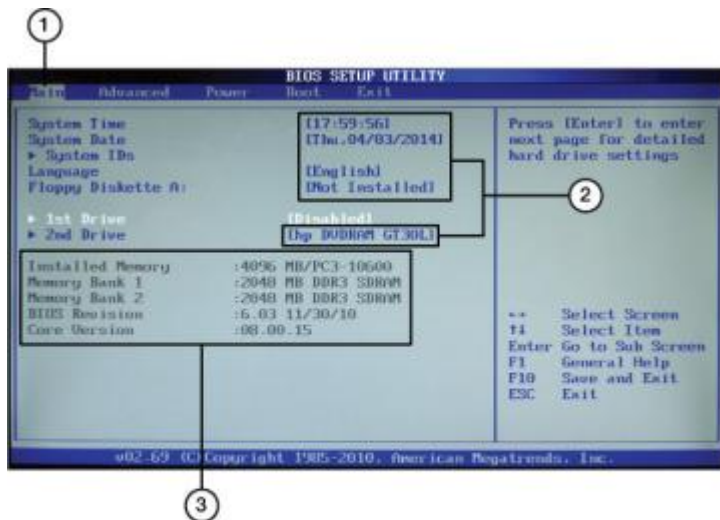 1
BIOS SETUP UTILITY
Main Advanced Power Boot Exit
System Time [17:59:56]
System Date [Thu.04/03/2014]
▶ System IDs
Language [English]
Floppy Diskette A: [Not Installed]
▶ 1st Drive [Disabled]
▶ 2nd Drive [hp DVDRAM GT30L]
Installed Memory :4096 MB/PC3-10600
Memory Bank 1 :2048 MB DDR3 SDRAM
Memory Bank 2 :2048 MB DDR3 SDRAM
BIOS Revision :6.03 11/30/10
Core Version :08.00.15
Press [Enter] to enter
next page for detailed
hard drive settings
2
↔ Select Screen
↑↓ Select Item
Enter Go to Sub Screen
F1 General Help
F10 Save and Exit
ESC Exit
v02.69 (C)Copyright 1985-2010, American Megatrends, Inc.
3